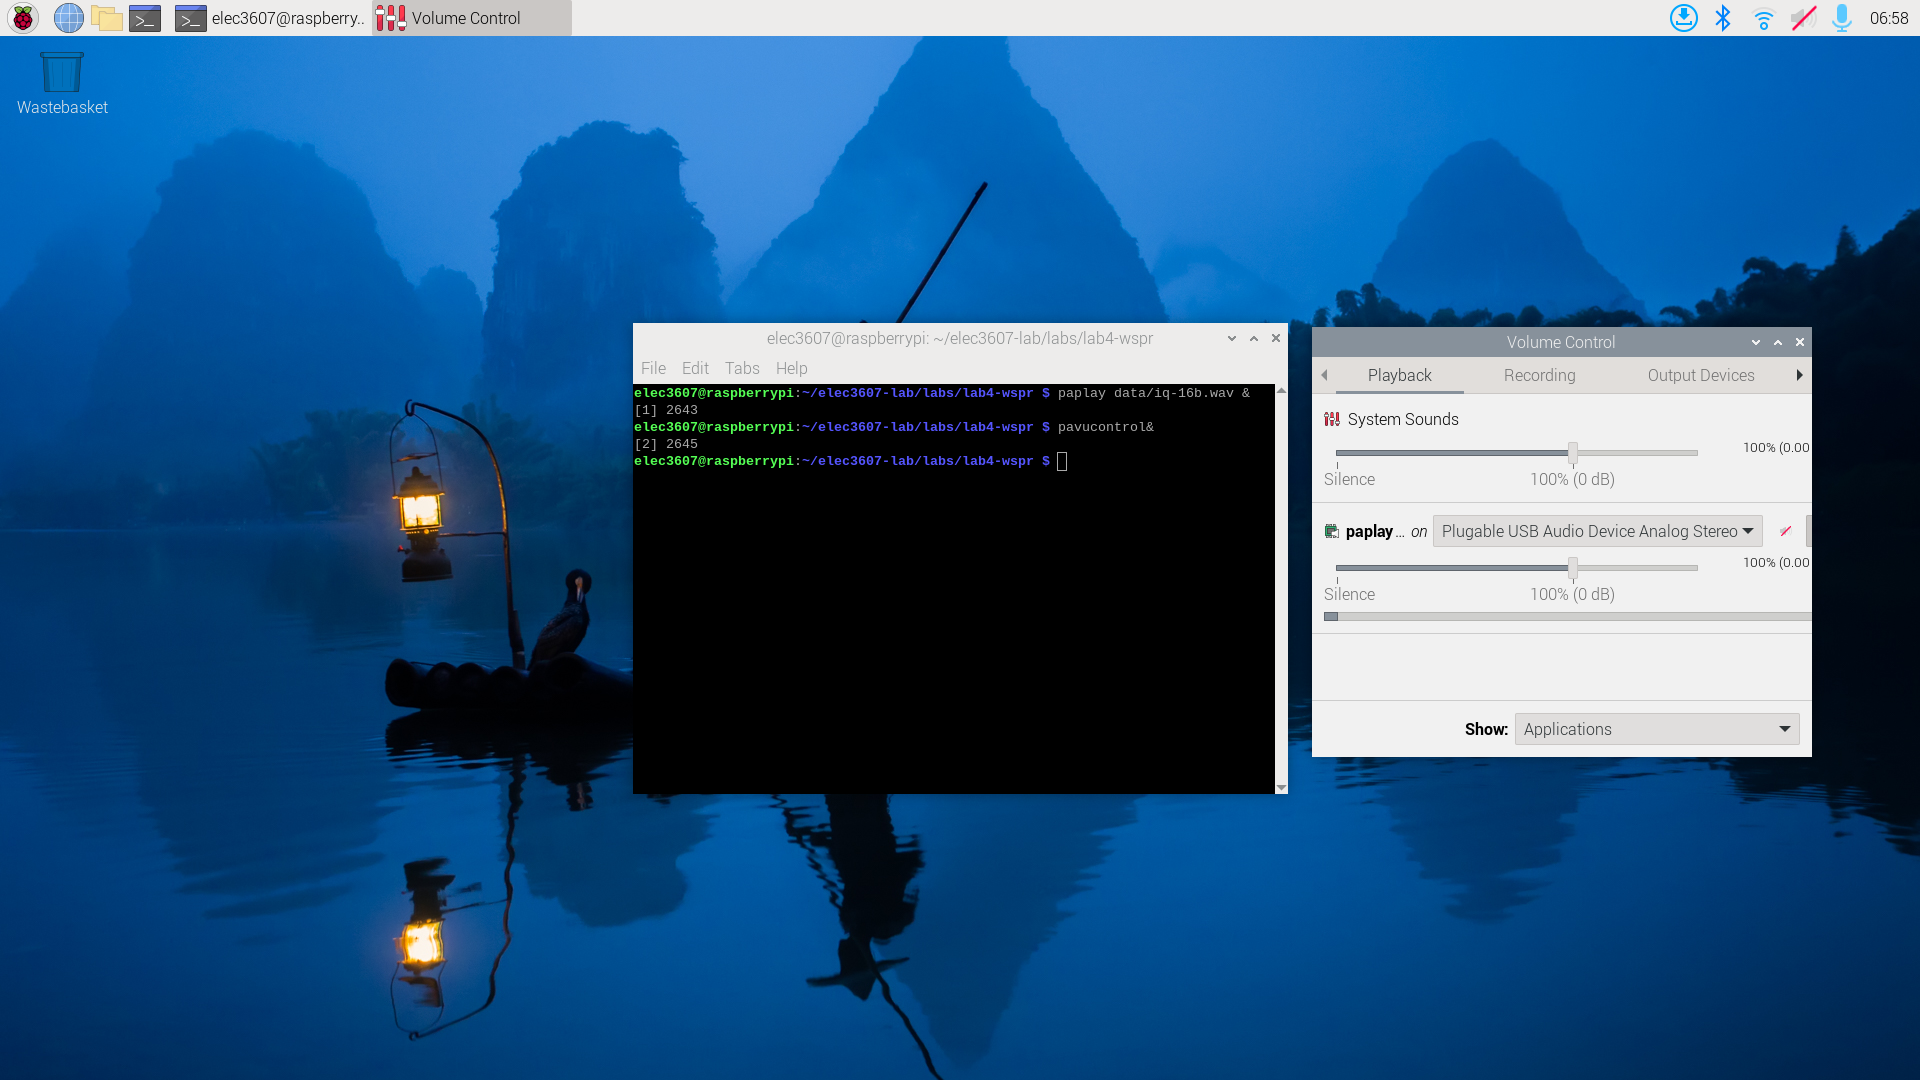 elec3607@raspberry..
Volume Control
06:58
Wastebasket
elec3607@raspberrypi: ~/elec3607-lab/labs/lab4-wspr
File Edit Tabs Help
elec3607@raspberrypi:~/elec3607-lab/labs/lab4-wspr $ paplay data/iq-16b.wav &
[1] 2643
elec3607@raspberrypi:~/elec3607-lab/labs/lab4-wspr $ pavucontrol&
[2] 2645
elec3607@raspberrypi:~/elec3607-lab/labs/lab4-wspr $
Volume Control
Playback Recording Output Devices
System Sounds
100% (0.00
Silence 100% (0 dB)
paplay ... on Plugable USB Audio Device Analog Stereo
100% (0.00
Silence 100% (0 dB)
Show: Applications